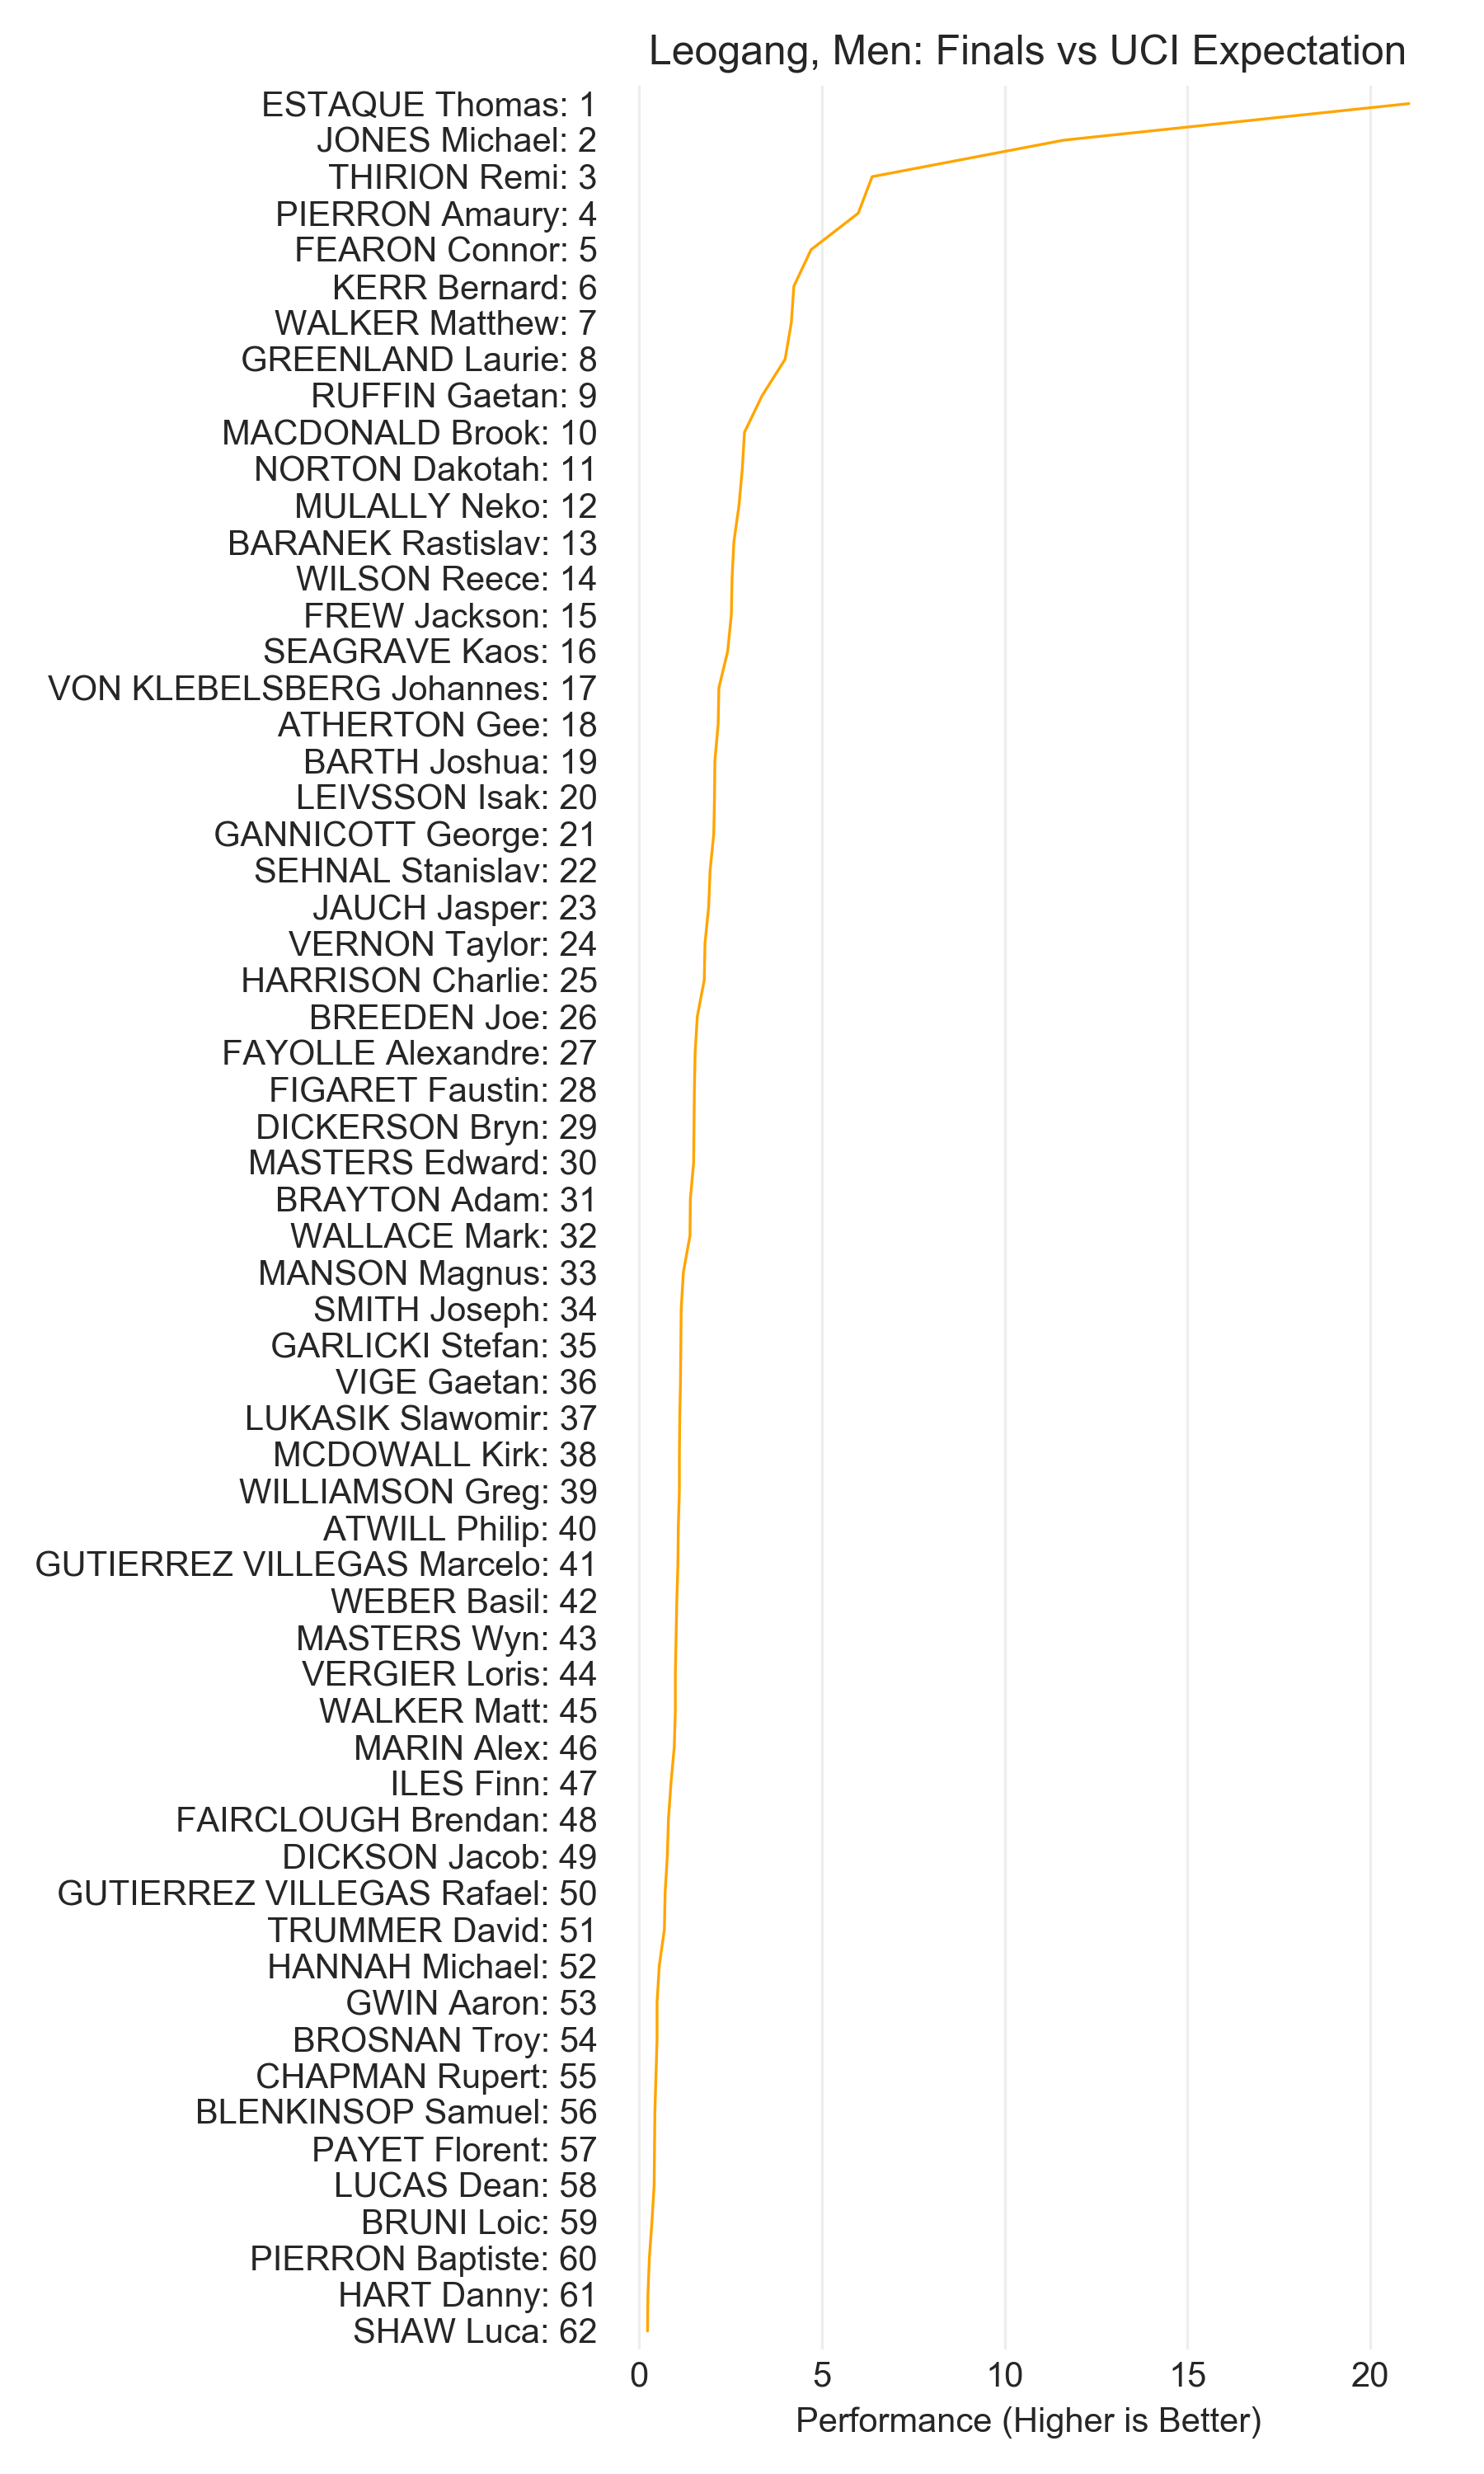 Leogang, Men: Finals vs UCI Expectation
ESTAQUE Thomas: 1
JONES Michael: 2
THIRION Remi: 3
PIERRON Amaury: 4
FEARON Connor: 5
KERR Bernard: 6
WALKER Matthew: 7
GREENLAND Laurie: 8
RUFFIN Gaetan: 9
MACDONALD Brook: 10
NORTON Dakotah: 11
MULALLY Neko: 12
BARANEK Rastislav: 13
WILSON Reece: 14
FREW Jackson: 15
SEAGRAVE Kaos: 16
VON KLEBELSBERG Johannes: 17
ATHERTON Gee: 18
BARTH Joshua: 19
LEIVSSON Isak: 20
GANNICOTT George: 21
SEHNAL Stanislav: 22
JAUCH Jasper: 23
VERNON Taylor: 24
HARRISON Charlie: 25
BREEDEN Joe: 26
FAYOLLE Alexandre: 27
FIGARET Faustin: 28
DICKERSON Bryn: 29
MASTERS Edward: 30
BRAYTON Adam: 31
WALLACE Mark: 32
MANSON Magnus: 33
SMITH Joseph: 34
GARLICKI Stefan: 35
VIGE Gaetan: 36
LUKASIK Slawomir: 37
MCDOWALL Kirk: 38
WILLIAMSON Greg: 39
ATWILL Philip: 40
GUTIERREZ VILLEGAS Marcelo: 41
WEBER Basil: 42
MASTERS Wyn: 43
VERGIER Loris: 44
WALKER Matt: 45
MARIN Alex: 46
ILES Finn: 47
FAIRCLOUGH Brendan: 48
DICKSON Jacob: 49
GUTIERREZ VILLEGAS Rafael: 50
TRUMMER David: 51
HANNAH Michael: 52
GWIN Aaron: 53
BROSNAN Troy: 54
CHAPMAN Rupert: 55
BLENKINSOP Samuel: 56
PAYET Florent: 57
LUCAS Dean: 58
BRUNI Loic: 59
PIERRON Baptiste: 60
HART Danny: 61
SHAW Luca: 62
0 5 10 15 20
Performance (Higher is Better)